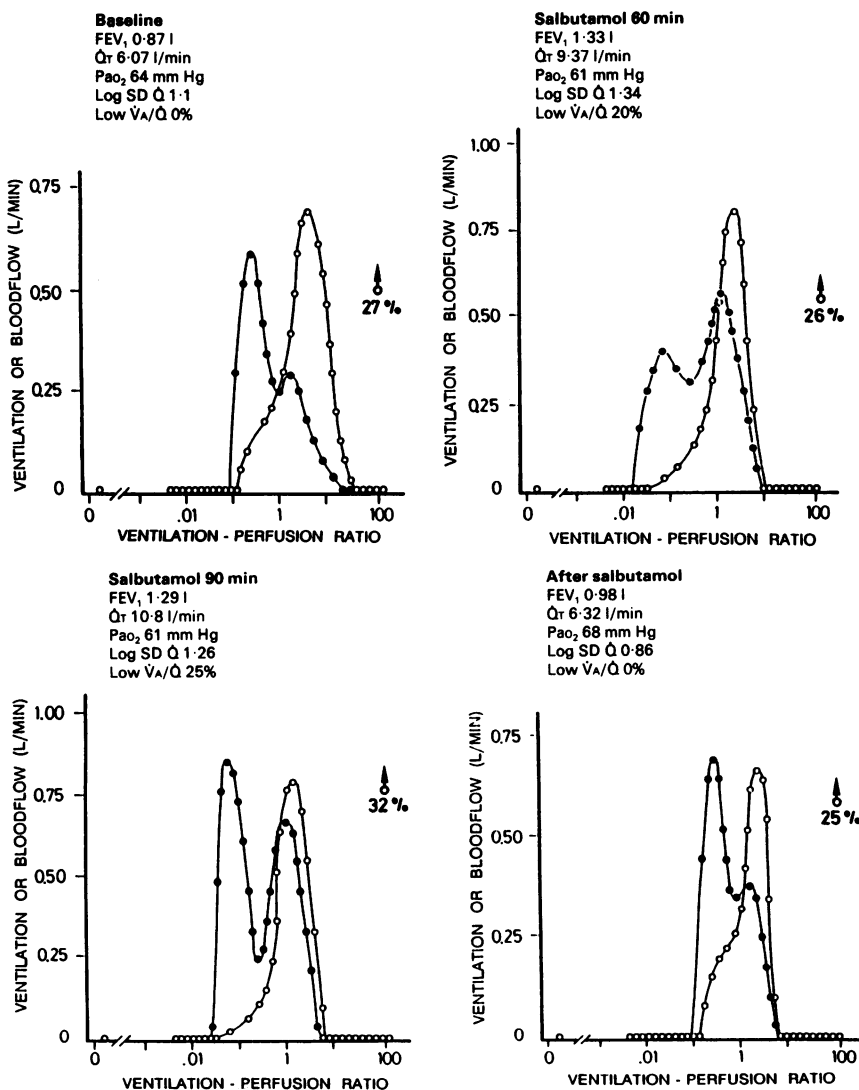 Baseline
FEV₁ 0·87 l
Q̇T 6·07 l/min
PaO₂ 64 mm Hg
Log SD Q̇ 1·1
Low V̇A/Q̇ 0%
VENTILATION OR BLOODFLOW (L/MIN)
0.75
0,50
0.25
0
27%
0 .01 0.1 1 100
VENTILATION - PERFUSION RATIO
Salbutamol 60 min
FEV₁ 1·33 l
Q̇T 9·37 l/min
PaO₂ 61 mm Hg
Log SD Q̇ 1·34
Low V̇A/Q̇ 20%
VENTILATION OR BLOODFLOW (L/MIN)
1.00
0.75
0,50
0.25
0
26%
0 .01 0.1 1 10 100
VENTILATION - PERFUSION RATIO
Salbutamol 90 min
FEV₁ 1·29 l
Q̇T 10·8 l/min
PaO₂ 61 mm Hg
Log SD Q̇ 1·26
Low V̇A/Q̇ 25%
VENTILATION OR BLOODFLOW (L/MIN)
1.00
0.75
0.50
0.25
0
32%
0 .01 1 100
VENTILATION - PERFUSION RATIO
After salbutamol
FEV₁ 0·98 l
Q̇T 6·32 l/min
PaO₂ 68 mm Hg
Log SD Q̇ 0·86
Low V̇A/Q̇ 0%
VENTILATION OR BLOODFLOW (L/MIN)
0.75
0.50
0.25
0
25%
0 .01 1 100
VENTILATION - PERFUSION RATIO